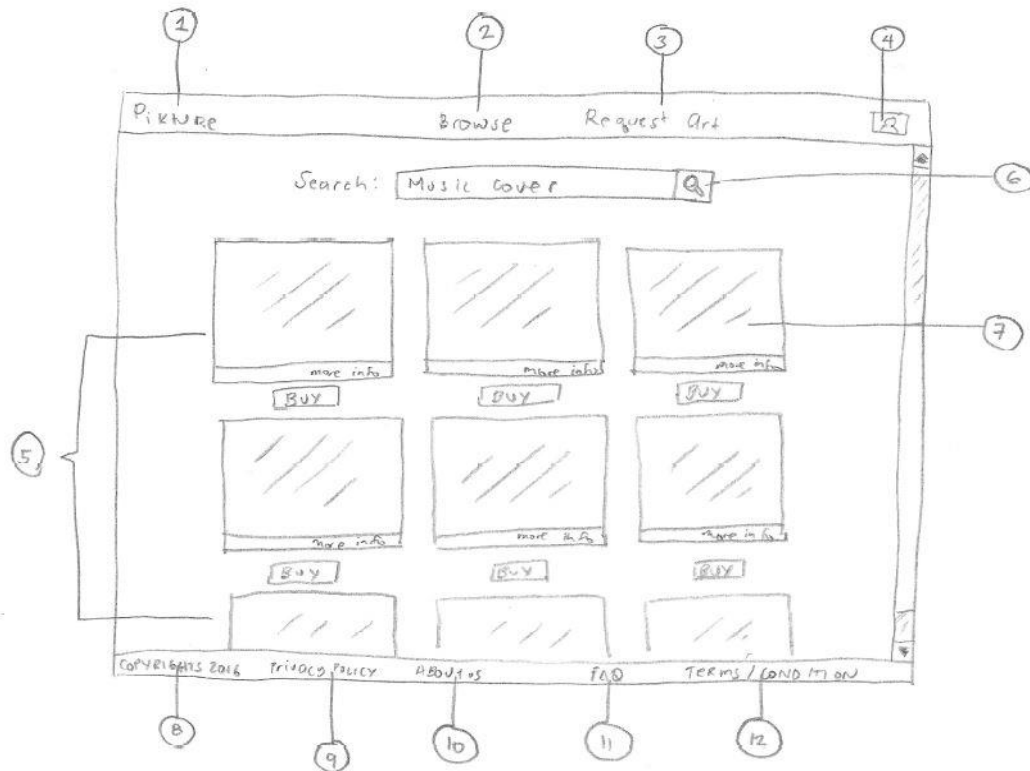 1 2 3 4
Pikture Browse Request Art
Search: Music Cover 6
7
more info more info more info
BUY BUY BUY
5
more info more info more info
BUY BUY BUY
COPYRIGHTS 2016 Privacy Policy ABOUT US FAQ TERMS / CONDITION
8 9 10 11 12